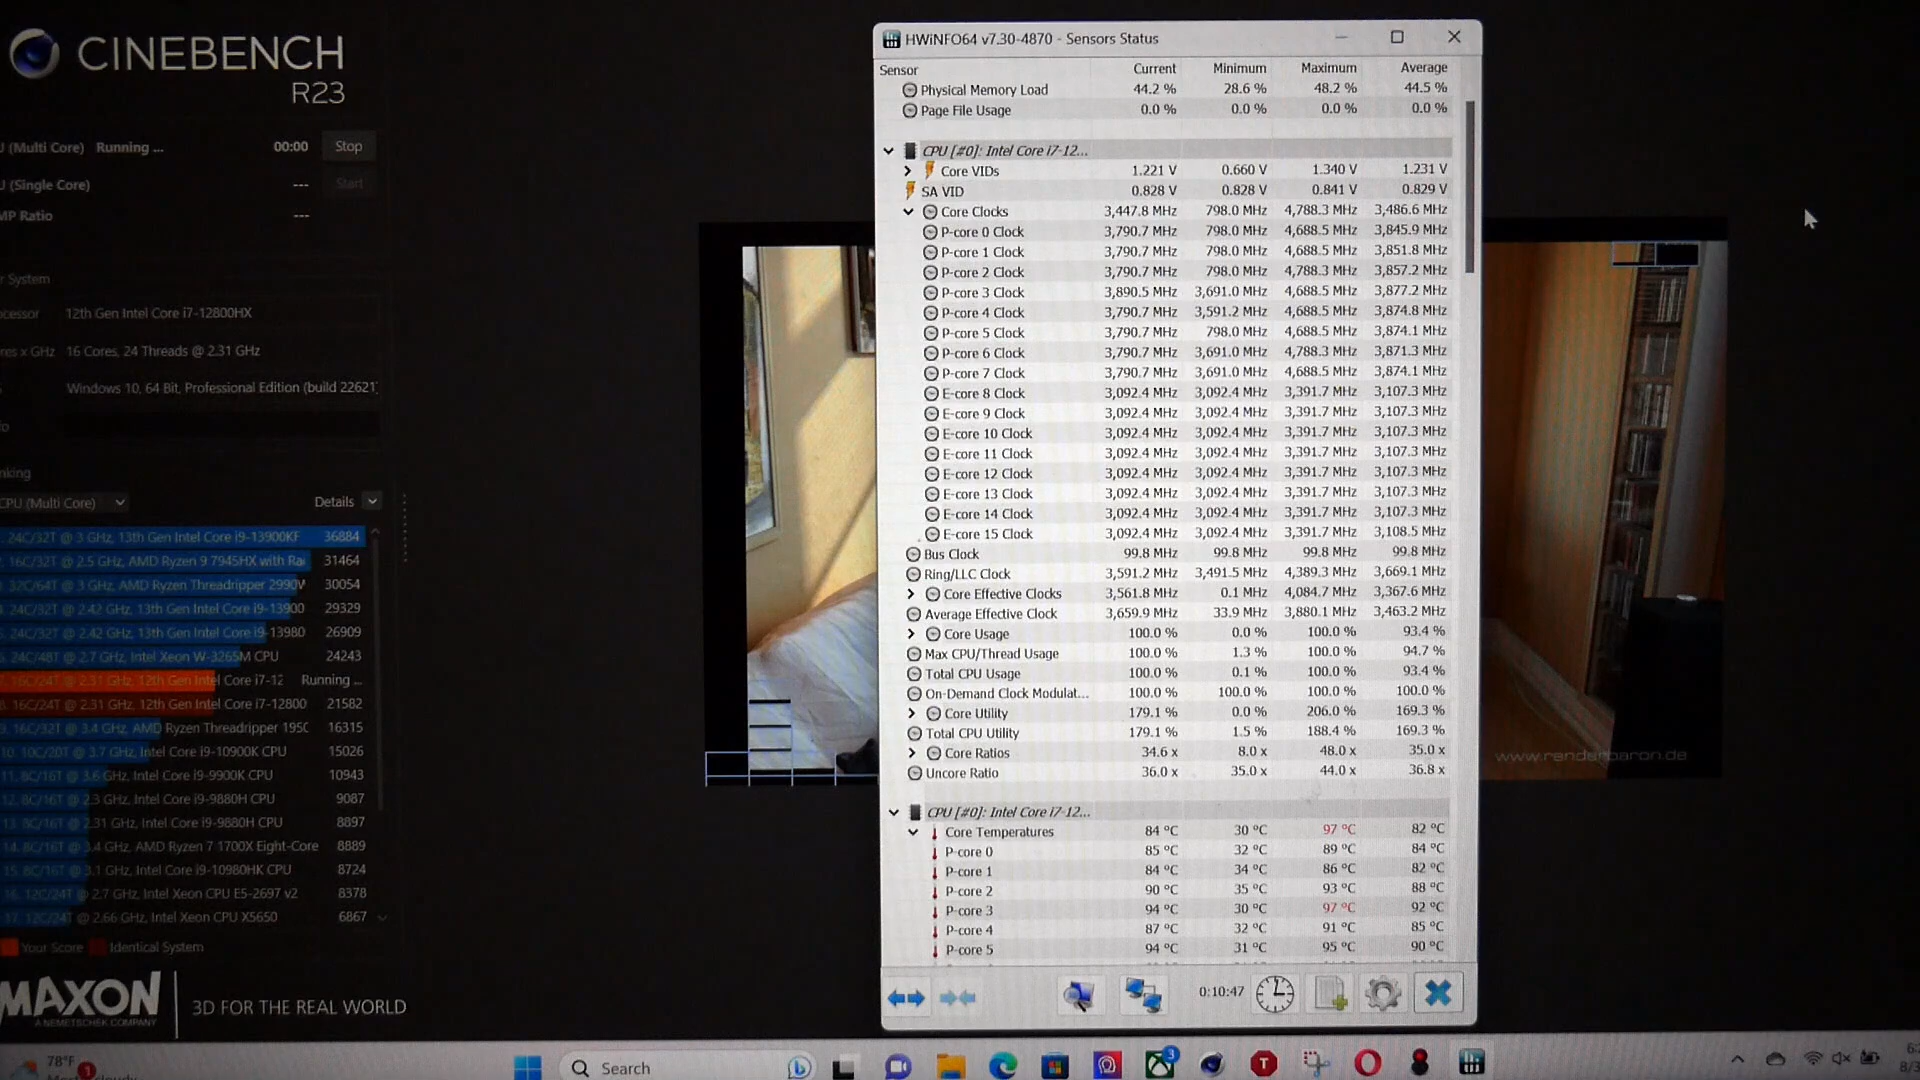 CINEBENCH
R23
J (Multi Core) Running ... 00:00 Stop
J (Single Core) --- Start
MP Ratio ---
r System
cessor 12th Gen Intel Core i7-12800HX
res x GHz 16 Cores, 24 Threads @ 2.31 GHz
Windows 10, 64 Bit, Professional Edition (build 22621)
fo
nking
CPU (Multi Core) Details
24C/32T @ 3 GHz, 13th Gen Intel Core i9-13900KF 36884
16C/32T @ 2.5 GHz, AMD Ryzen 9 7945HX with Ra 31464
32C/64T @ 3 GHz, AMD Ryzen Threadripper 2990W 30054
24C/32T @ 2.42 GHz, 13th Gen Intel Core i9-13900 29329
24C/32T @ 2.42 GHz, 13th Gen Intel Core i9-13980 26909
24C/48T @ 2.7 GHz, Intel Xeon W-3265M CPU 24243
16C/24T @ 2.31 GHz, 12th Gen Intel Core i7-12 Running ...
8. 16C/24T @ 2.31 GHz, 12th Gen Intel Core i7-12800 21582
9. 16C/32T @ 3.4 GHz, AMD Ryzen Threadripper 1950 16315
10. 10C/20T @ 3.7 GHz, Intel Core i9-10900K CPU 15026
11. 8C/16T @ 3.6 GHz, Intel Core i9-9900K CPU 10943
12. 8C/16T @ 2.3 GHz, Intel Core i9-9880H CPU 9087
13. 8C/16T @ 2.31 GHz, Intel Core i9-9880H CPU 8897
14. 8C/16T @ 3.4 GHz, AMD Ryzen 7 1700X Eight-Core 8889
15. 8C/16T @ 3.1 GHz, Intel Core i9-10980HK CPU 8724
16. 12C/24T @ 2.7 GHz, Intel Xeon CPU E5-2697 v2 8378
17. 12C/24T @ 2.66 GHz, Intel Xeon CPU X5650 6867
Your Score Identical System
MAXON
A NEMETSCHEK COMPANY
3D FOR THE REAL WORLD
HWiNFO64 v7.30-4870 - Sensors Status
Sensor Current Minimum Maximum Average
Physical Memory Load 44.2 % 28.6 % 48.2 % 44.5 %
Page File Usage 0.0 % 0.0 % 0.0 % 0.0 %
CPU [#0]: Intel Core i7-12...
Core VIDs 1.221 V 0.660 V 1.340 V 1.231 V
SA VID 0.828 V 0.828 V 0.841 V 0.829 V
Core Clocks 3,447.8 MHz 798.0 MHz 4,788.3 MHz 3,486.6 MHz
P-core 0 Clock 3,790.7 MHz 798.0 MHz 4,688.5 MHz 3,845.9 MHz
P-core 1 Clock 3,790.7 MHz 798.0 MHz 4,688.5 MHz 3,851.8 MHz
P-core 2 Clock 3,790.7 MHz 798.0 MHz 4,788.3 MHz 3,857.2 MHz
P-core 3 Clock 3,890.5 MHz 3,691.0 MHz 4,688.5 MHz 3,877.2 MHz
P-core 4 Clock 3,790.7 MHz 3,591.2 MHz 4,688.5 MHz 3,874.8 MHz
P-core 5 Clock 3,790.7 MHz 798.0 MHz 4,688.5 MHz 3,874.1 MHz
P-core 6 Clock 3,790.7 MHz 3,691.0 MHz 4,788.3 MHz 3,871.3 MHz
P-core 7 Clock 3,790.7 MHz 3,691.0 MHz 4,688.5 MHz 3,874.1 MHz
E-core 8 Clock 3,092.4 MHz 3,092.4 MHz 3,391.7 MHz 3,107.3 MHz
E-core 9 Clock 3,092.4 MHz 3,092.4 MHz 3,391.7 MHz 3,107.3 MHz
E-core 10 Clock 3,092.4 MHz 3,092.4 MHz 3,391.7 MHz 3,107.3 MHz
E-core 11 Clock 3,092.4 MHz 3,092.4 MHz 3,391.7 MHz 3,107.3 MHz
E-core 12 Clock 3,092.4 MHz 3,092.4 MHz 3,391.7 MHz 3,107.3 MHz
E-core 13 Clock 3,092.4 MHz 3,092.4 MHz 3,391.7 MHz 3,107.3 MHz
E-core 14 Clock 3,092.4 MHz 3,092.4 MHz 3,391.7 MHz 3,107.3 MHz
E-core 15 Clock 3,092.4 MHz 3,092.4 MHz 3,391.7 MHz 3,108.5 MHz
Bus Clock 99.8 MHz 99.8 MHz 99.8 MHz 99.8 MHz
Ring/LLC Clock 3,591.2 MHz 3,491.5 MHz 4,389.3 MHz 3,669.1 MHz
Core Effective Clocks 3,561.8 MHz 0.1 MHz 4,084.7 MHz 3,367.6 MHz
Average Effective Clock 3,659.9 MHz 33.9 MHz 3,880.1 MHz 3,463.2 MHz
Core Usage 100.0 % 0.0 % 100.0 % 93.4 %
Max CPU/Thread Usage 100.0 % 1.3 % 100.0 % 94.7 %
Total CPU Usage 100.0 % 0.1 % 100.0 % 93.4 %
On-Demand Clock Modulat... 100.0 % 100.0 % 100.0 % 100.0 %
Core Utility 179.1 % 0.0 % 206.0 % 169.3 %
Total CPU Utility 179.1 % 1.5 % 188.4 % 169.3 %
Core Ratios 34.6 x 8.0 x 48.0 x 35.0 x
Uncore Ratio 36.0 x 35.0 x 44.0 x 36.8 x
CPU [#0]: Intel Core i7-12...
Core Temperatures 84 °C 30 °C 97 °C 82 °C
P-core 0 85 °C 32 °C 89 °C 84 °C
P-core 1 84 °C 34 °C 86 °C 82 °C
P-core 2 90 °C 35 °C 93 °C 88 °C
P-core 3 94 °C 30 °C 97 °C 92 °C
P-core 4 87 °C 32 °C 91 °C 85 °C
P-core 5 94 °C 31 °C 95 °C 90 °C
0:10:47
www.renderbaron.de
78°F
1
Search
3